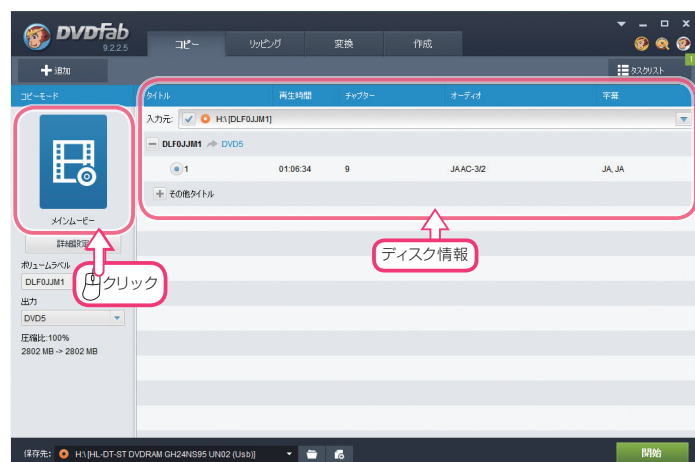 DVDFab
9.2.2.5
コピー
リッピング
変換
作成
追加
タスクリスト
1
コピーモード
タイトル 再生時間 チャプター オーディオ 字幕
入力元: H:\ [DLF0JJM1]
DLF0JJM1 DVD5
1 01:06:34 9 JA AC-3/2 JA, JA
その他タイトル
メインムービー
詳細設定
ディスク情報
クリック
ボリュームラベル
DLF0JJM1
出力
DVD5
圧縮比:100%
2802 MB -> 2802 MB
保存先: H:\ [HL-DT-ST DVDRAM GH24NS95 UN02 (Usb)]
開始